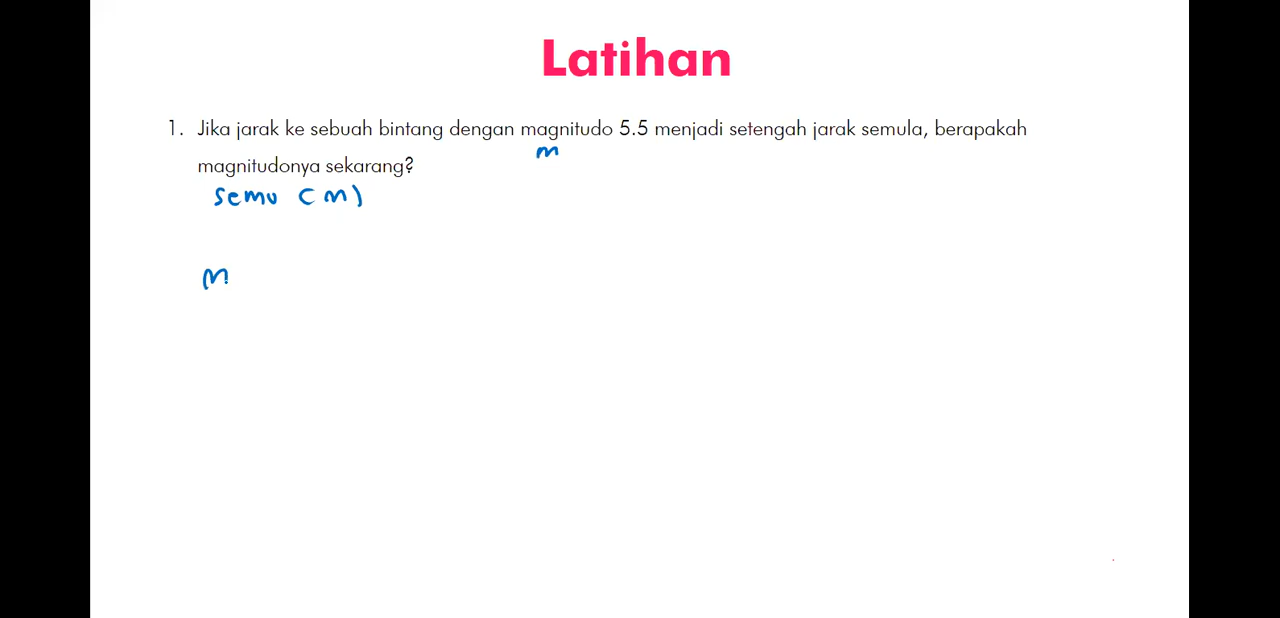 Latihan
1. Jika jarak ke sebuah bintang dengan magnitudo 5.5 menjadi setengah jarak semula, berapakah
m
magnitudonya sekarang?
semu (m)
m